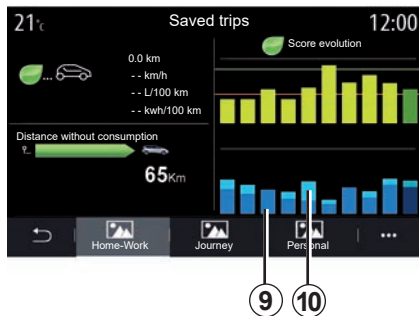 21°c
Saved trips
12:00
Score evolution
0.0 km
- - km/h
- - L/100 km
- - kwh/100 km
Distance without consumption
65Km
Home-Work
Journey
Personal
9
10